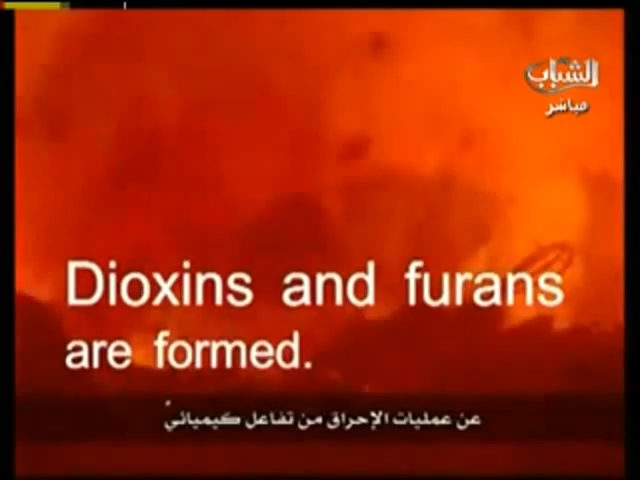 الشباب
مباشر
Dioxins and furans
are formed.
عن عمليات الإحراق من تفاعل كيميائيٍّ